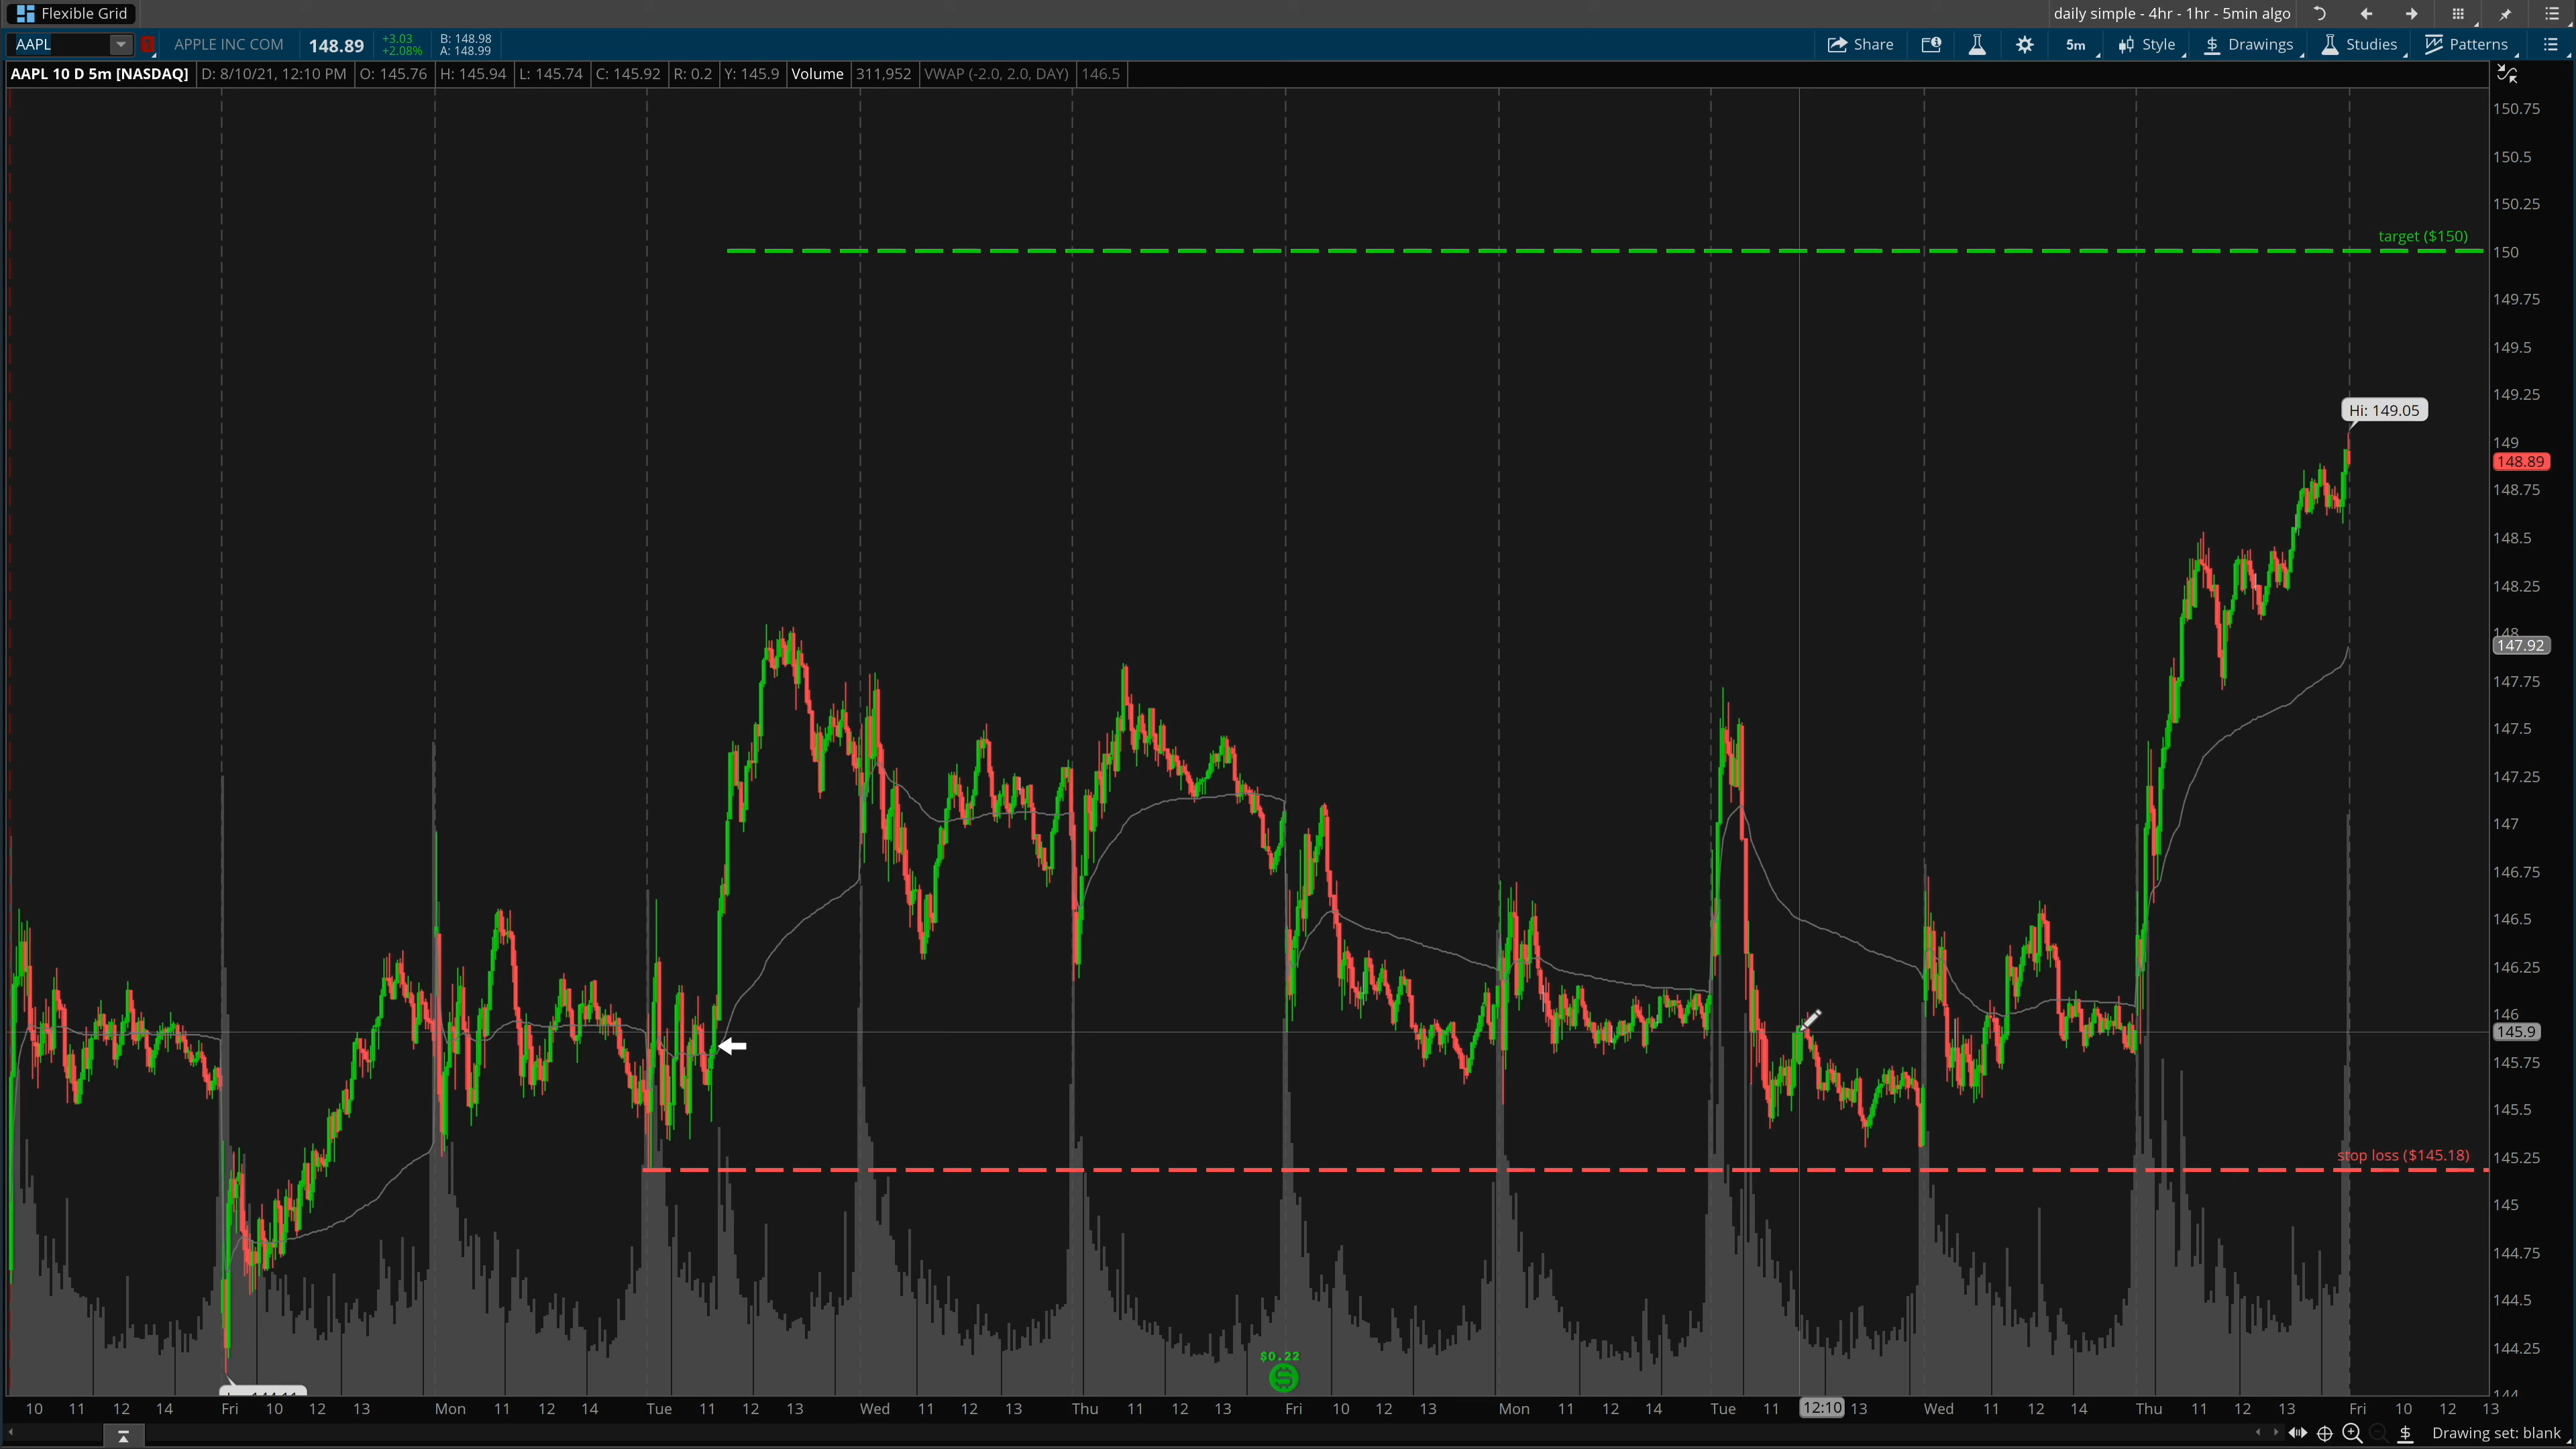 Flexible Grid
daily simple - 4hr - 1hr - 5min algo
AAPL
1
APPLE INC COM
148.89
+3.03
+2.08%
B: 148.98
A: 148.99
Share
5m
Style
Drawings
Studies
Patterns
AAPL 10 D 5m [NASDAQ] D: 8/10/21, 12:10 PM O: 145.76 H: 145.94 L: 145.74 C: 145.92 R: 0.2 Y: 145.9 Volume 311,952 VWAP (-2.0, 2.0, DAY) 146.5
150.75
150.5
150.25
target ($150)
150
149.75
149.5
149.25
Hi: 149.05
149
148.89
148.75
148.5
148.25
148
147.92
147.75
147.5
147.25
147
146.75
146.5
146.25
146
145.9
145.75
145.5
stop loss ($145.18)
145.25
145
144.75
144.5
144.25
$0.22
$
144
10 11 12 14 Fri 10 12 13 Mon 11 12 14 Tue 11 12 13 Wed 11 12 13 Thu 11 12 13 Fri 10 12 13 Mon 11 12 14 Tue 11 12:10 13 Wed 11 12 14 Thu 11 12 13 Fri 10 12 13
Drawing set: blank